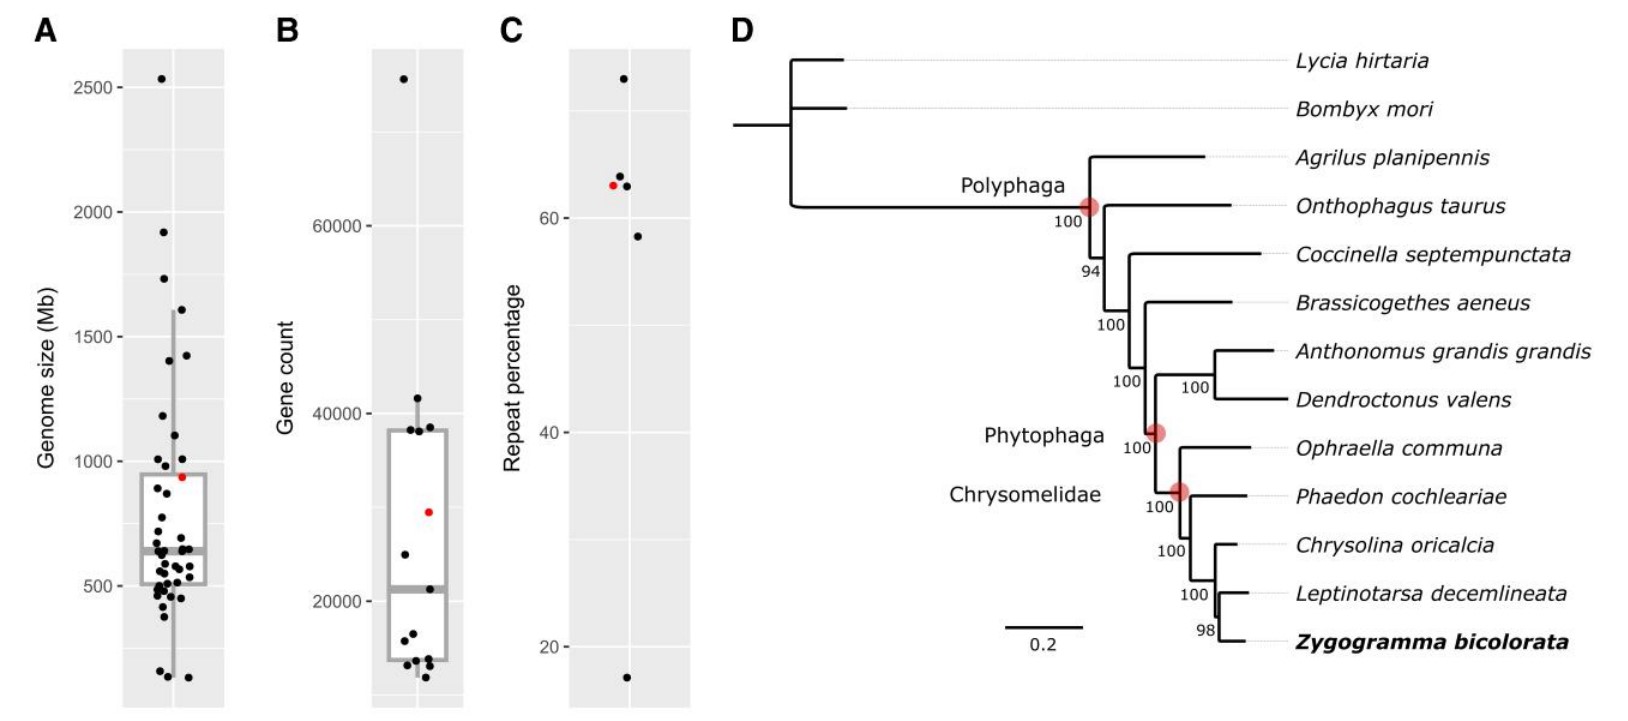 A
B
C
D
Genome size (Mb)
2500
2000
1500
1000
500
Gene count
60000
40000
20000
Repeat percentage
60
40
20
Lycia hirtaria
Bombyx mori
Agrilus planipennis
Polyphaga
Onthophagus taurus
100
Coccinella septempunctata
94
Brassicogethes aeneus
100
Anthonomus grandis grandis
100
100
Dendroctonus valens
Phytophaga
100
Ophraella communa
Chrysomelidae
Phaedon cochleariae
100
Chrysolina oricalcia
100
Leptinotarsa decemlineata
100
98
Zygogramma bicolorata
0.2